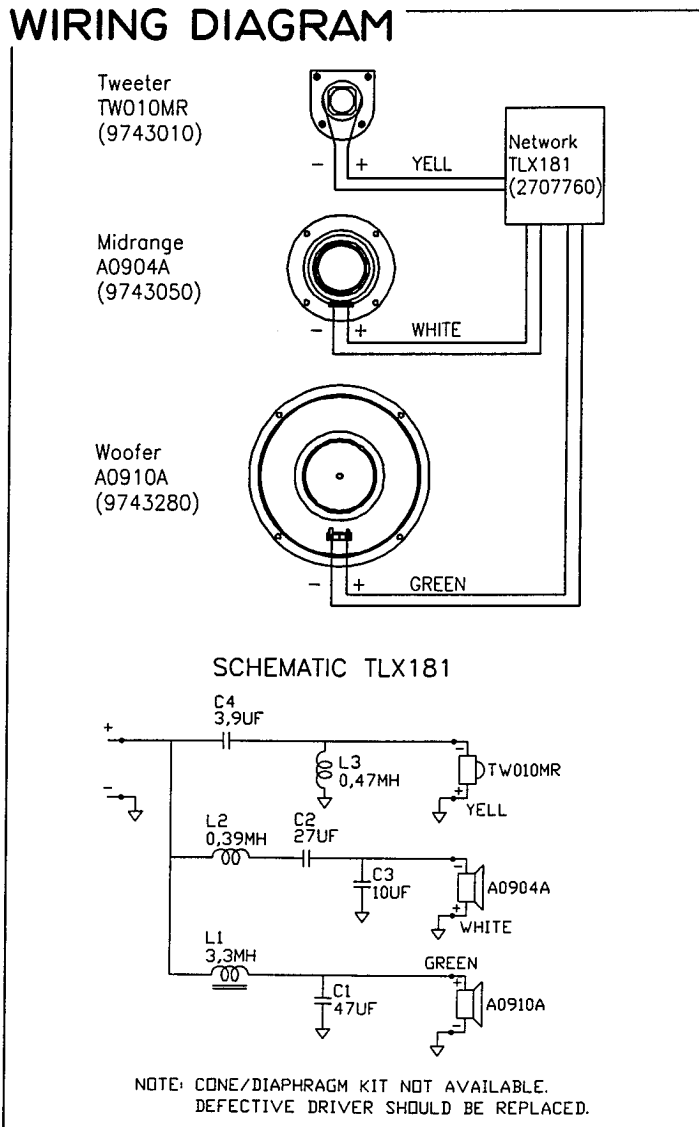 WIRING DIAGRAM
Tweeter
TW010MR
(9743010)
Network
TLX181
(2707760)
- + YELL
Midrange
A0904A
(9743050)
- + WHITE
Woofer
A0910A
(9743280)
- + GREEN
SCHEMATIC TLX181
C4
3,9UF
+
-
L3
0,47MH
-
TW010MR
+
YELL
L2
0,39MH
C2
27UF
C3
10UF
-
A0904A
+
WHITE
L1
3,3MH
GREEN
C1
47UF
+
A0910A
-
NOTE: CONE/DIAPHRAGM KIT NOT AVAILABLE.
DEFECTIVE DRIVER SHOULD BE REPLACED.